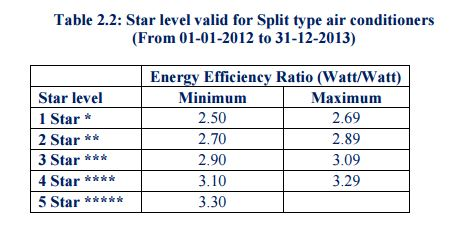 Table 2.2: Star level valid for Split type air conditioners
(From 01-01-2012 to 31-12-2013)
Energy Efficiency Ratio (Watt/Watt)
Star level Minimum Maximum
1 Star * 2.50 2.69
2 Star ** 2.70 2.89
3 Star *** 2.90 3.09
4 Star **** 3.10 3.29
5 Star ***** 3.30